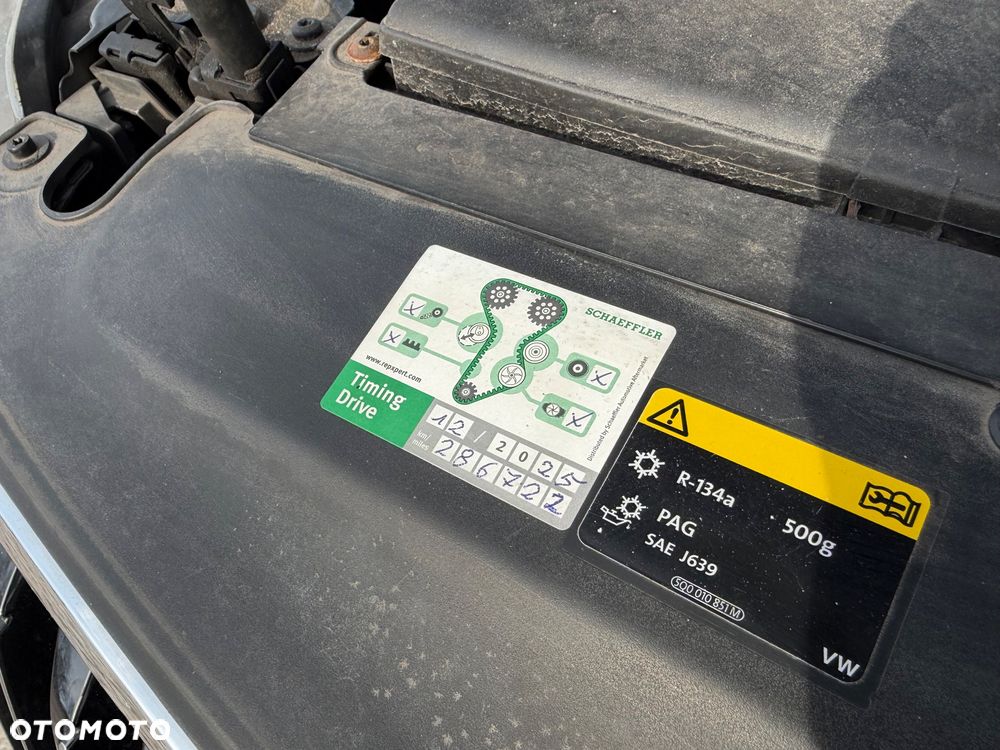 SCHAEFFLER
X
X
X
X
www.repxpert.com
Distributed by Schaeffler Automotive Aftermarket
Timing
Drive
12 / 2025
km/
miles
286722
R-134a 500g
PAG
SAE J639
5Q0 010 851 M
VW
OTOMOTO